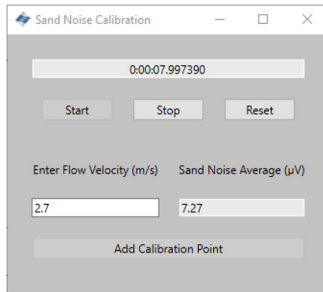 Sand Noise Calibration
0:00:07.997390
Start Stop Reset
Enter Flow Velocity (m/s) Sand Noise Average (µV)
2.7 7.27
Add Calibration Point